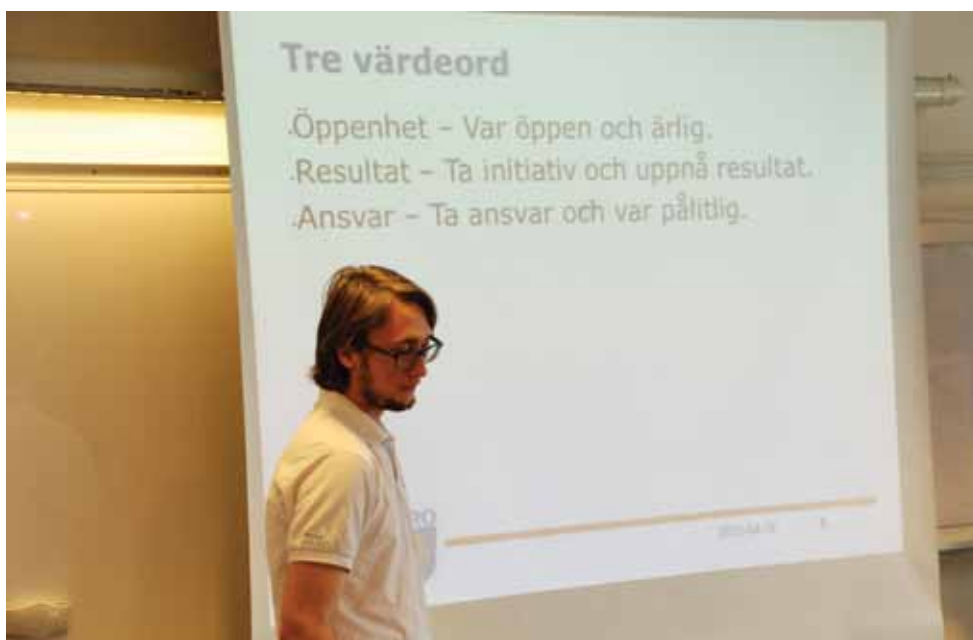 Tre värdeord
·Öppenhet – Var öppen och ärlig.
·Resultat – Ta initiativ och uppnå resultat.
·Ansvar – Ta ansvar och var pålitlig.